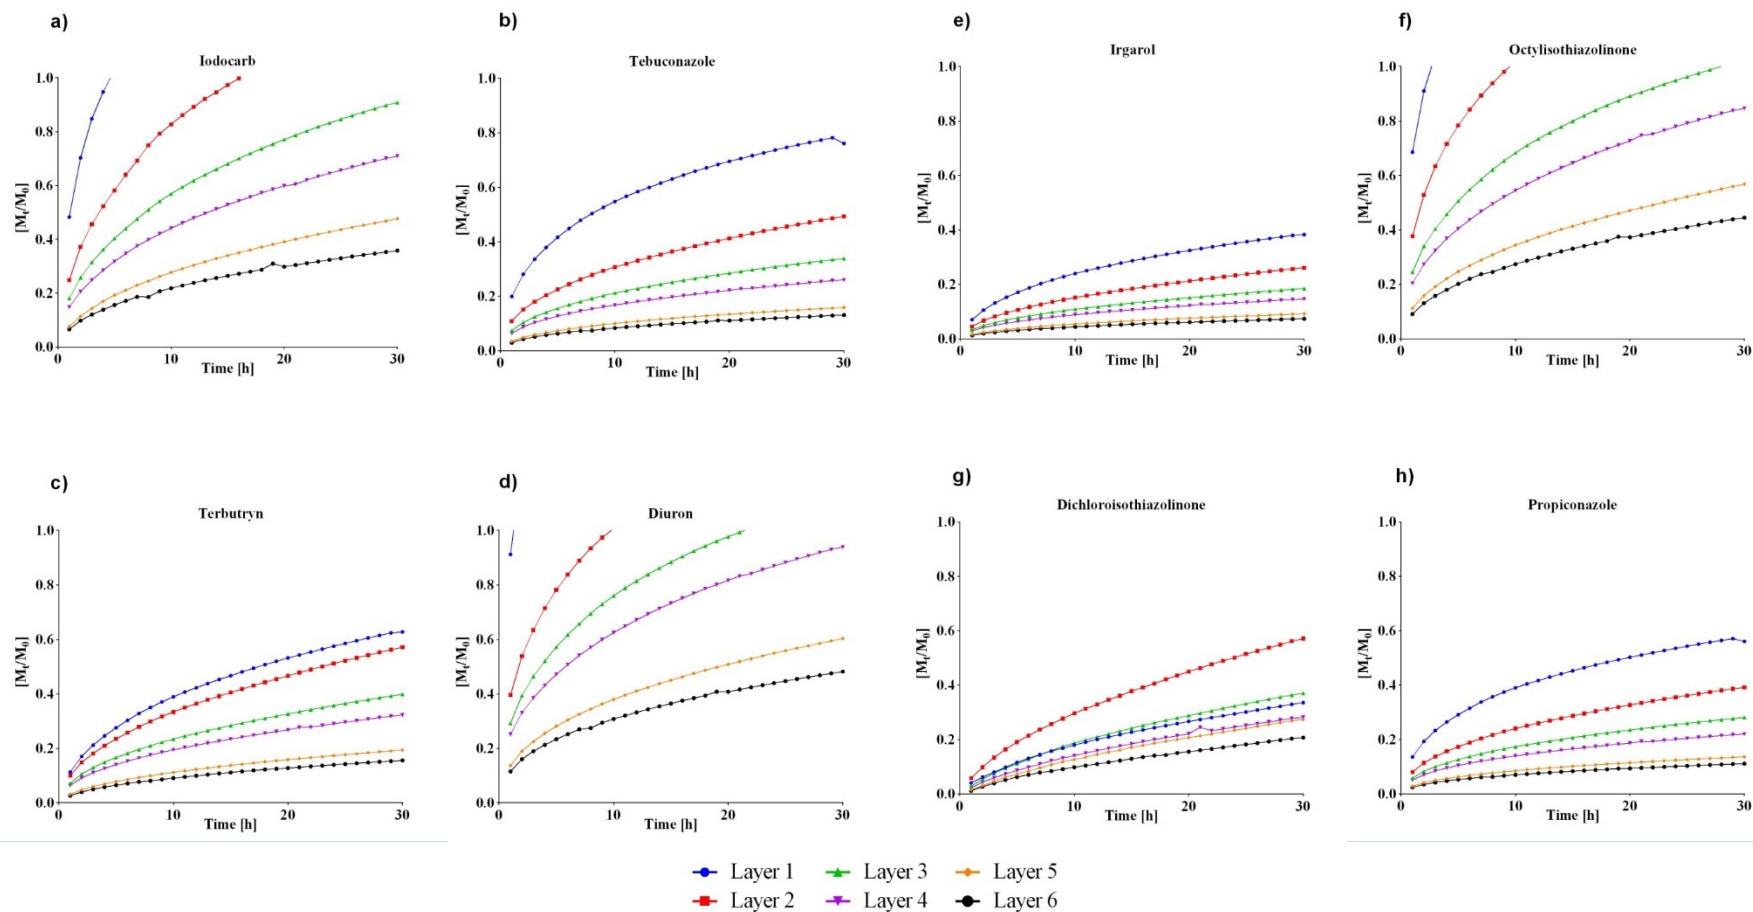 a)
Iodocarb
[Mt/M0]
1.0
0.8
0.6
0.4
0.2
0.0
0 10 20 30
Time [h]
b)
Tebuconazole
[Mt/M0]
1.0
0.8
0.6
0.4
0.2
0.0
0 10 20 30
Time [h]
e)
Irgarol
[Mt/M0]
1.0
0.8
0.6
0.4
0.2
0.0
0 10 20 30
Time [h]
f)
Octylisothiazolinone
[Mt/M0]
1.0
0.8
0.6
0.4
0.2
0.0
0 10 20 30
Time [h]
c)
Terbutryn
[Mt/M0]
1.0
0.8
0.6
0.4
0.2
0.0
0 10 20 30
Time [h]
d)
Diuron
[Mt/M0]
1.0
0.8
0.6
0.4
0.2
0.0
0 10 20 30
Time [h]
g)
Dichloroisothiazolinone
[Mt/M0]
1.0
0.8
0.6
0.4
0.2
0.0
0 10 20 30
Time [h]
h)
Propiconazole
[Mt/M0]
1.0
0.8
0.6
0.4
0.2
0.0
0 10 20 30
Time [h]
Layer 1 Layer 3 Layer 5
Layer 2 Layer 4 Layer 6